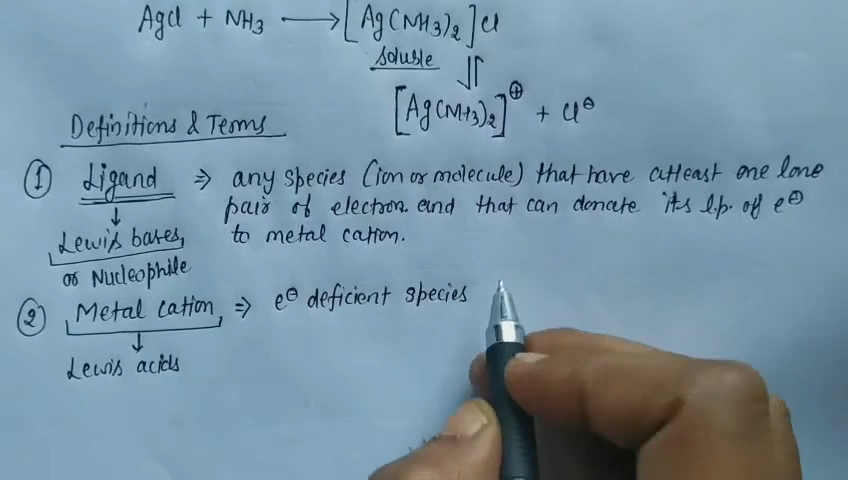 AgCl + NH3 ⟶ [Ag(NH3)2]Cl
soluble ⇅
[Ag(NH3)2]⊕ + Cl⊖
Definitions & Terms
① Ligand ⇒ any species (ion or molecule) that have atleast one lone
↓ pair of electron and that can donate its l.p. of e⊖
Lewis bases, to metal cation.
or Nucleophile
② Metal cation, ⇒ e⊖ deficient species
↓
Lewis acids